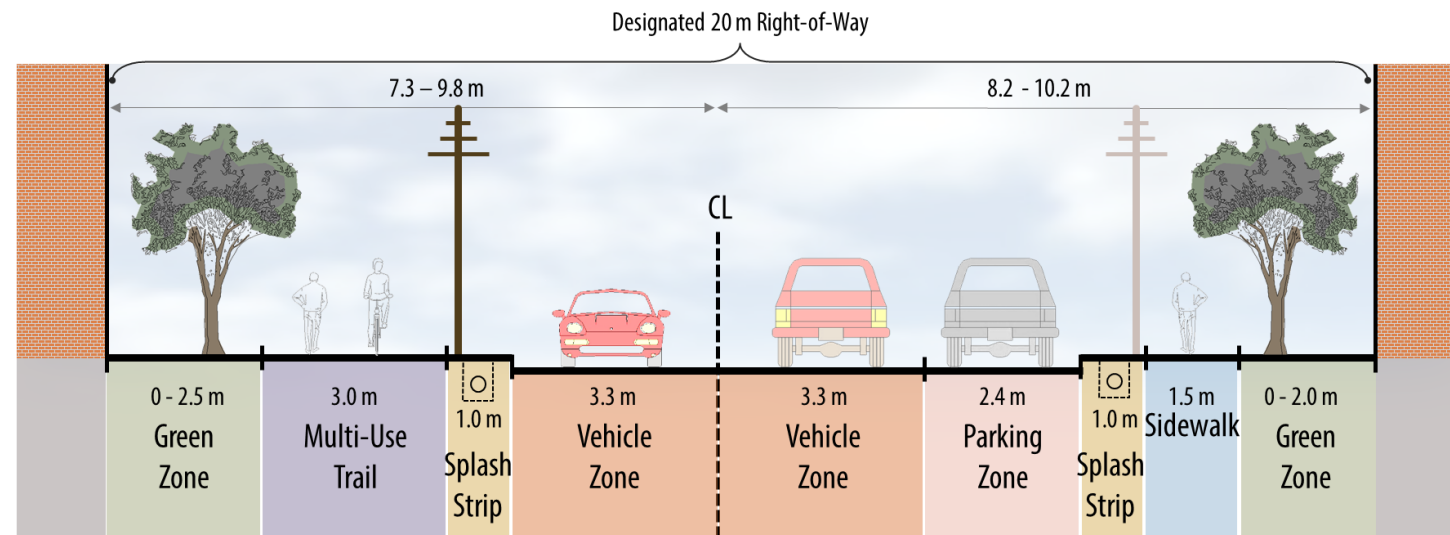 Designated 20 m Right-of-Way
7.3 – 9.8 m
8.2 - 10.2 m
CL
0 - 2.5 m
Green
Zone
3.0 m
Multi-Use
Trail
1.0 m
Splash
Strip
3.3 m
Vehicle
Zone
3.3 m
Vehicle
Zone
2.4 m
Parking
Zone
1.0 m
Splash
Strip
1.5 m
Sidewalk
0 - 2.0 m
Green
Zone